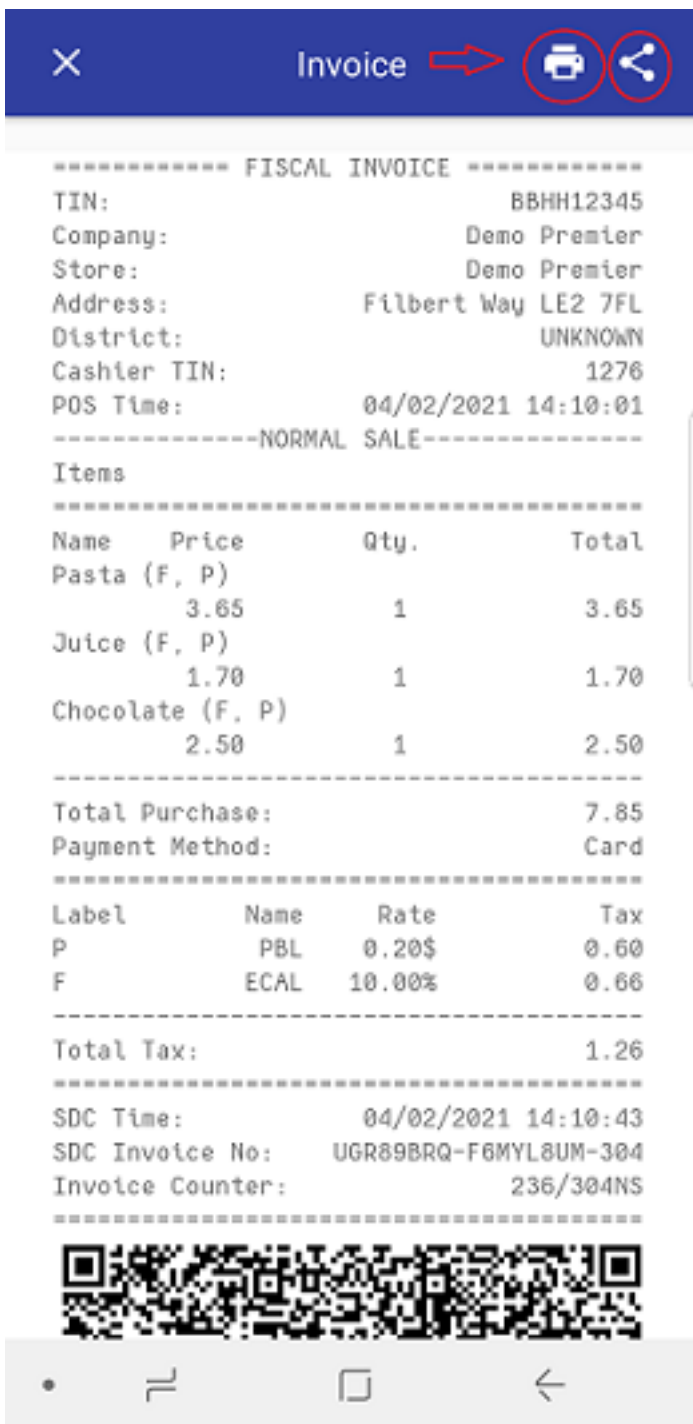 Invoice
============ FISCAL INVOICE ============
TIN: BBHH12345
Company: Demo Premier
Store: Demo Premier
Address: Filbert Way LE2 7FL
District: UNKNOWN
Cashier TIN: 1276
POS Time: 04/02/2021 14:10:01
--------------NORMAL SALE---------------
Items
========================================
Name Price Qty. Total
Pasta (F, P)
3.65 1 3.65
Juice (F, P)
1.70 1 1.70
Chocolate (F, P)
2.50 1 2.50
----------------------------------------
Total Purchase: 7.85
Payment Method: Card
========================================
Label Name Rate Tax
P PBL 0.20$ 0.60
F ECAL 10.00% 0.66
----------------------------------------
Total Tax: 1.26
========================================
SDC Time: 04/02/2021 14:10:43
SDC Invoice No: UGR89BRQ-F6MYL8UM-304
Invoice Counter: 236/304NS
========================================